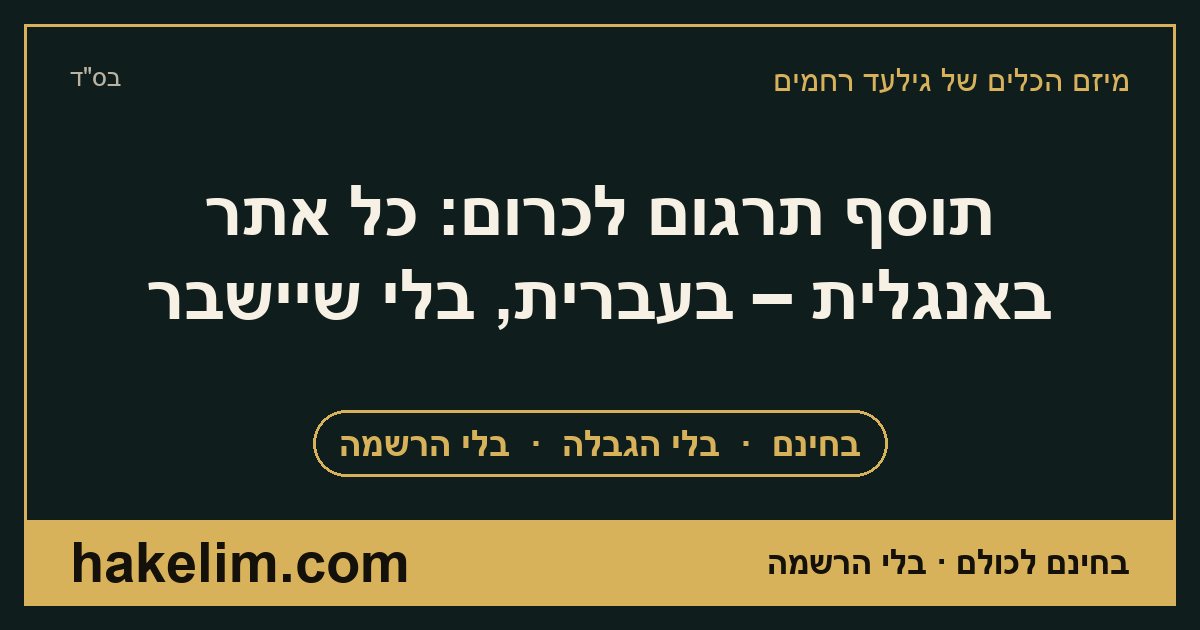 מיזם הכלים של גילעד רחמים
בס"ד
תוסף תרגום לכרום: כל אתר
באנגלית – בעברית, בלי שיישבר
בחינם · בלי הגבלה · בלי הרשמה
בחינם לכולם · בלי הרשמה
hakelim.com